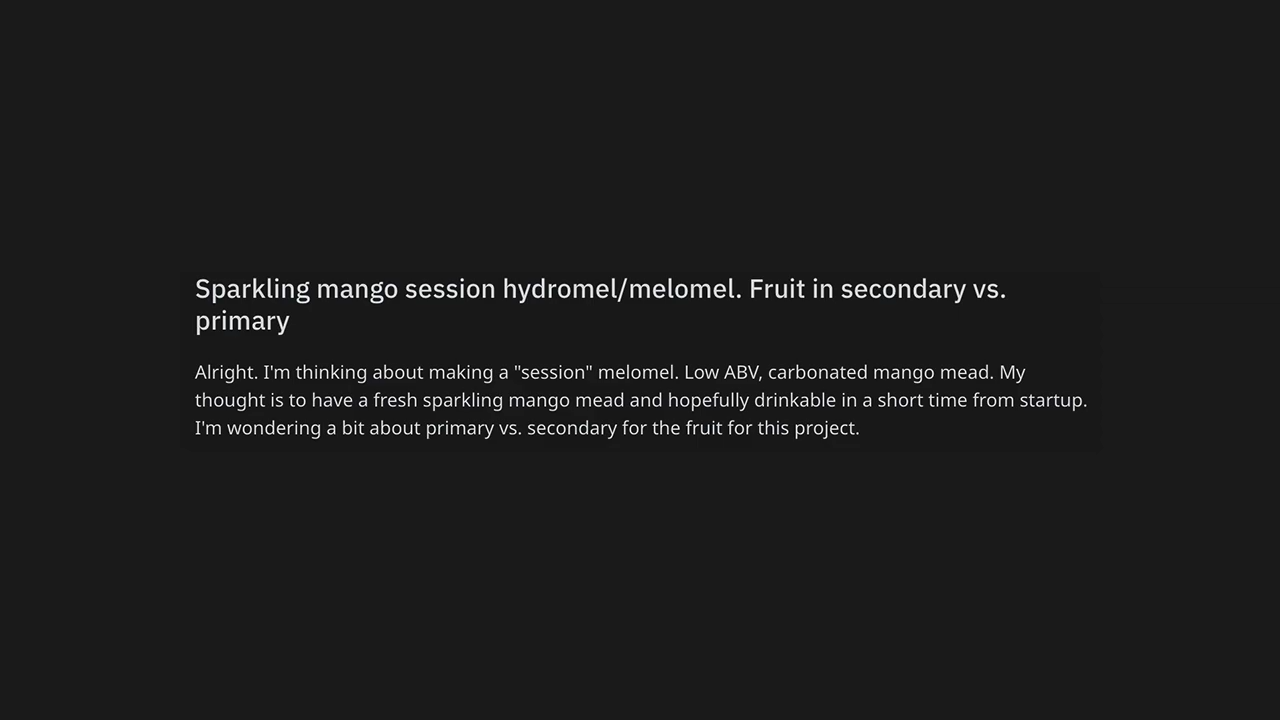 Sparkling mango session hydromel/melomel. Fruit in secondary vs.
primary
Alright. I'm thinking about making a "session" melomel. Low ABV, carbonated mango mead. My
thought is to have a fresh sparkling mango mead and hopefully drinkable in a short time from startup.
I'm wondering a bit about primary vs. secondary for the fruit for this project.